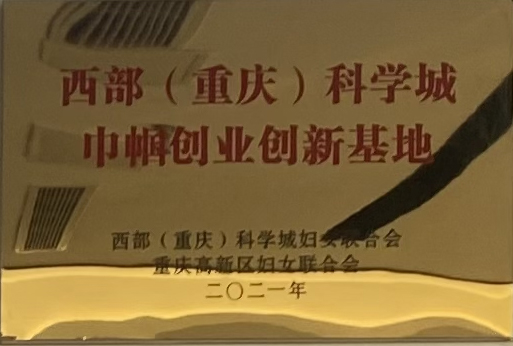 西部（重庆）科学城
巾帼创业创新基地
西部（重庆）科学城妇女联合会
重庆高新区妇女联合会
二〇二一年